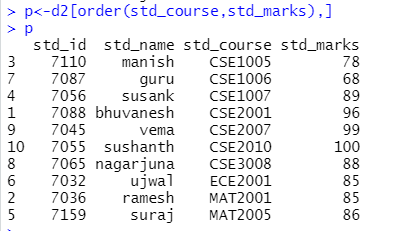 > p<-d2[order(std_course,std_marks),]
> p
   std_id  std_name std_course std_marks
3    7110    manish    CSE1005        78
7    7087      guru    CSE1006        68
4    7056    susank    CSE1007        89
1    7088 bhuvanesh    CSE2001        96
9    7045      vema    CSE2007        99
10   7055  sushanth    CSE2010       100
8    7065 nagarjuna    CSE3008        88
6    7032     ujwal    ECE2001        85
2    7036    ramesh    MAT2001        85
5    7159     suraj    MAT2005        86